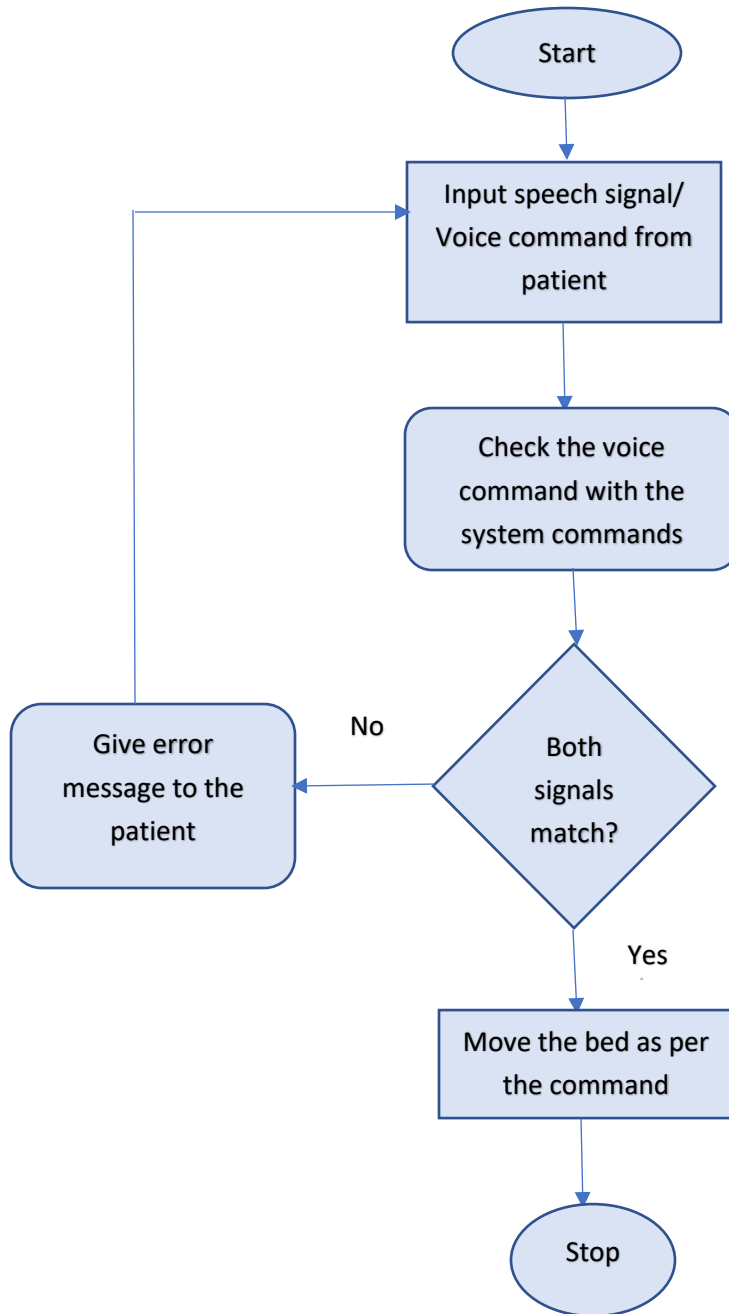 Start
Input speech signal/
Voice command from
patient
Check the voice
command with the
system commands
No
Give error
message to the
patient
Both
signals
match?
Yes
Move the bed as per
the command
Stop